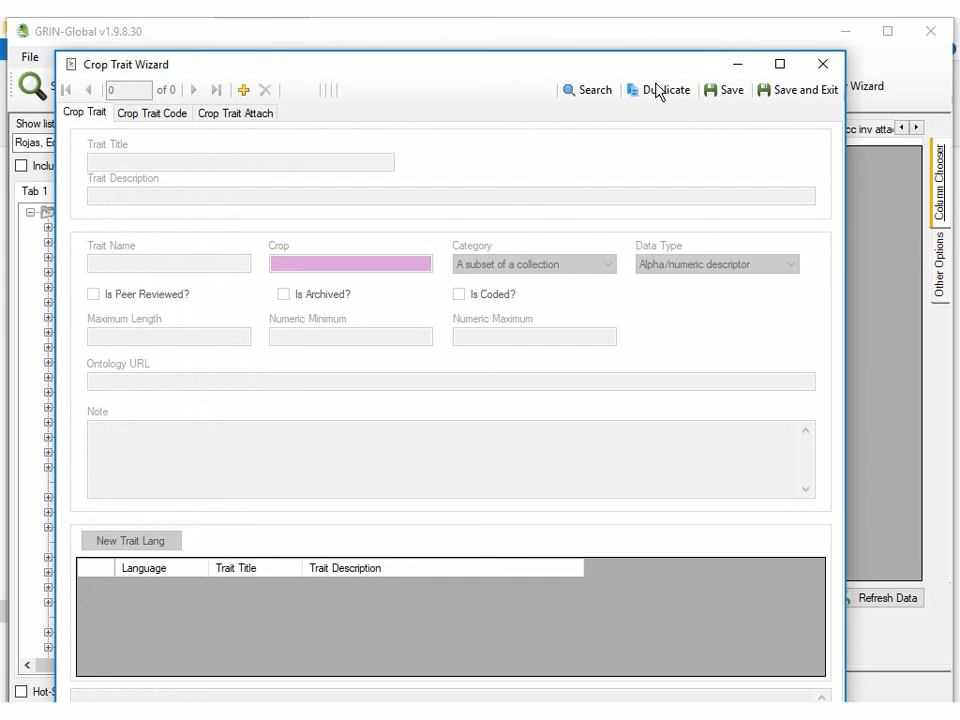 GRIN-Global v1.9.8.30
File
Crop Trait Wizard
0 of 0 Search Duplicate Save Save and Exit
Wizard
Crop Trait Crop Trait Code Crop Trait Attach
Show list
cc inv atta
Rojas, Ed
Inclu
Tab 1
Trait Title
Trait Description
Trait Name Crop Category Data Type
A subset of a collection Alpha/numeric descriptor
Is Peer Reviewed? Is Archived? Is Coded?
Maximum Length Numeric Minimum Numeric Maximum
Ontology URL
Note
New Trait Lang
Language Trait Title Trait Description
Column Chooser
Other Options
Refresh Data
Hot-S